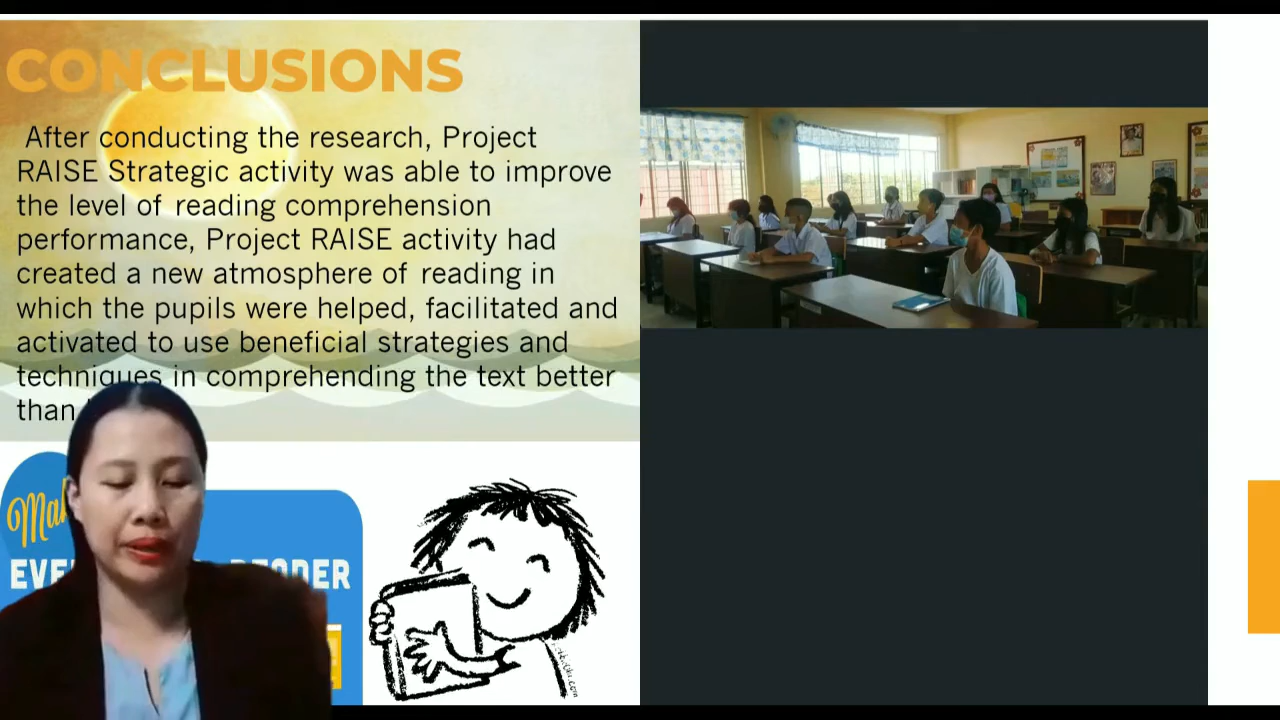 CONCLUSIONS
After conducting the research, Project
RAISE Strategic activity was able to improve
the level of reading comprehension
performance, Project RAISE activity had
created a new atmosphere of reading in
which the pupils were helped, facilitated and
activated to use beneficial strategies and
techniques in comprehending the text better
than